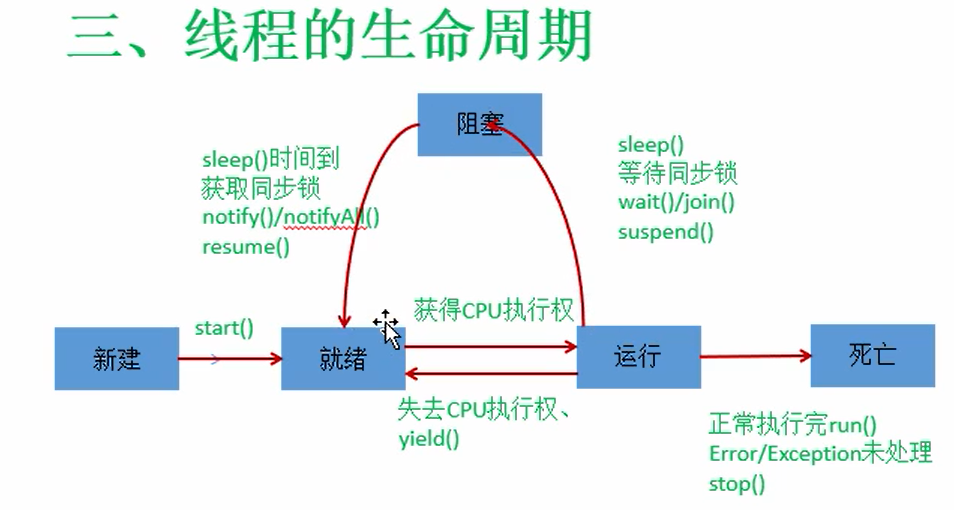 三、线程的生命周期
阻塞
sleep()时间到
获取同步锁
notify()/notifyAll()
resume()
sleep()
等待同步锁
wait()/join()
suspend()
start()
获得CPU执行权
新建
就绪
运行
死亡
失去CPU执行权、
yield()
正常执行完run()
Error/Exception未处理
stop()